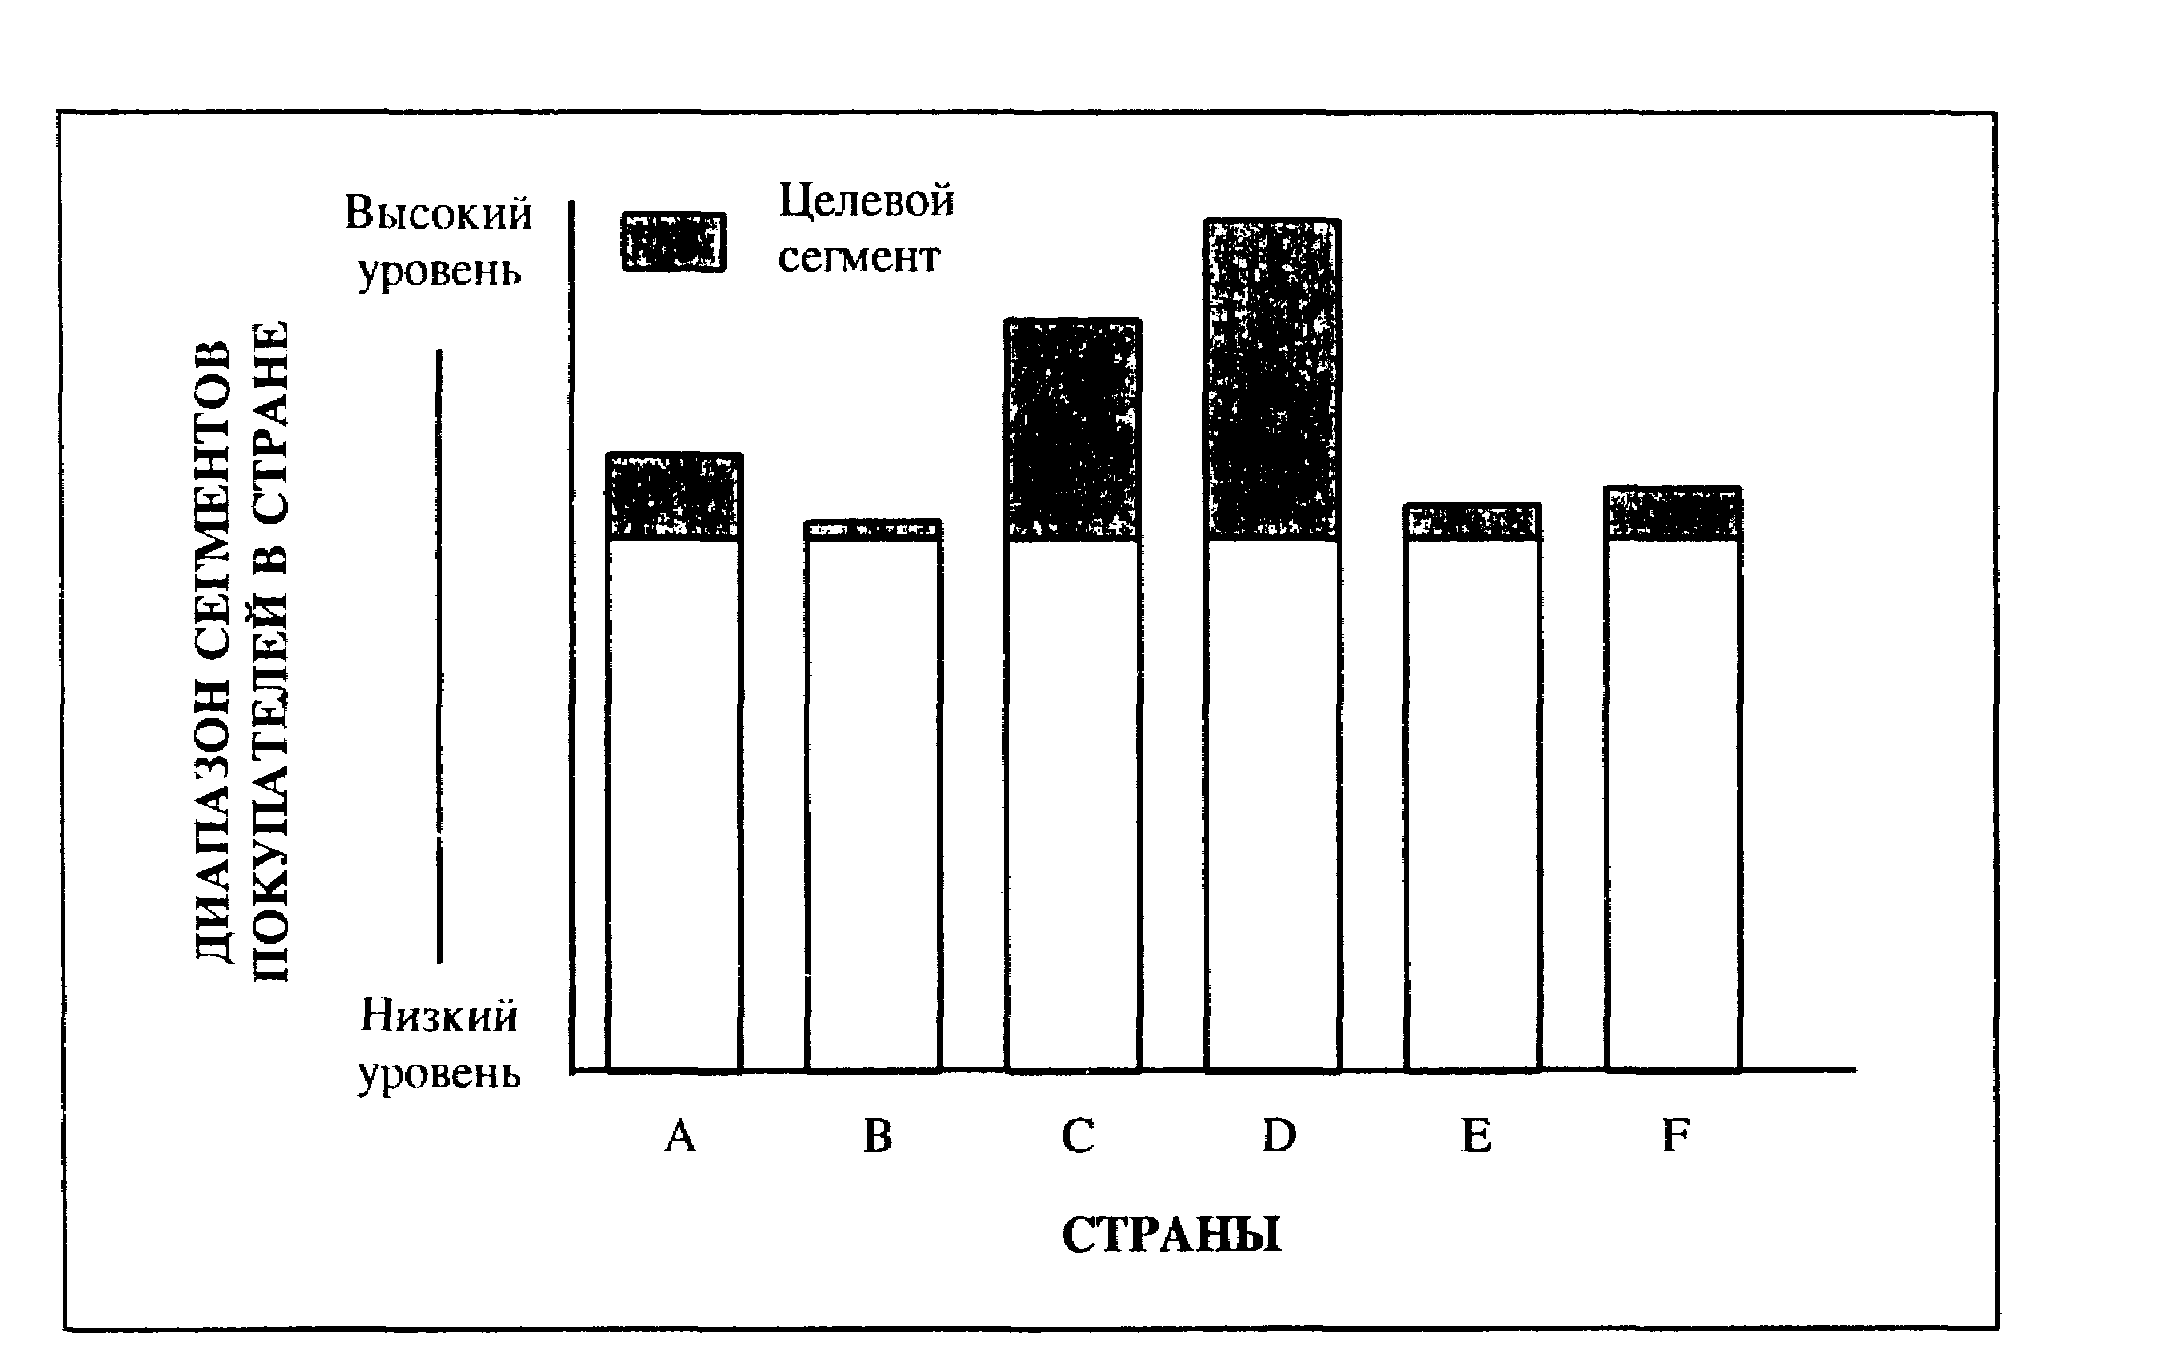 Высокий
уровень
Целевой
сегмент
ДИАПАЗОН СЕГМЕНТОВ
ПОКУПАТЕЛЕЙ В СТРАНЕ
Низкий
уровень
A B C D E F
СТРАНЫ